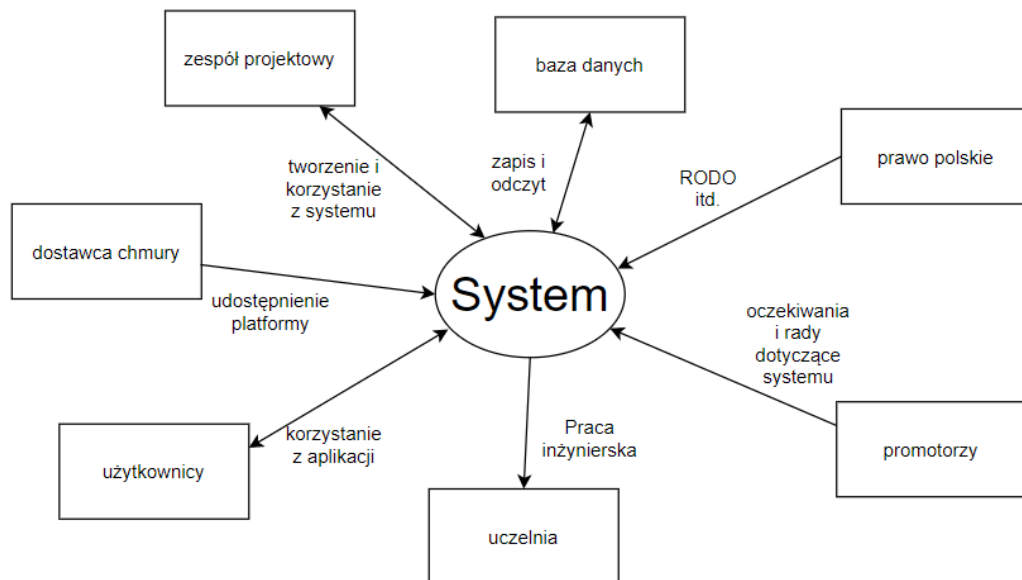 zespół projektowy
baza danych
prawo polskie
tworzenie i
korzystanie
z systemu
zapis i
odczyt
RODO
itd.
dostawca chmury
System
udostępnienie
platformy
oczekiwania
i rady
dotyczące
systemu
korzystanie
z aplikacji
Praca
inżynierska
użytkownicy
promotorzy
uczelnia